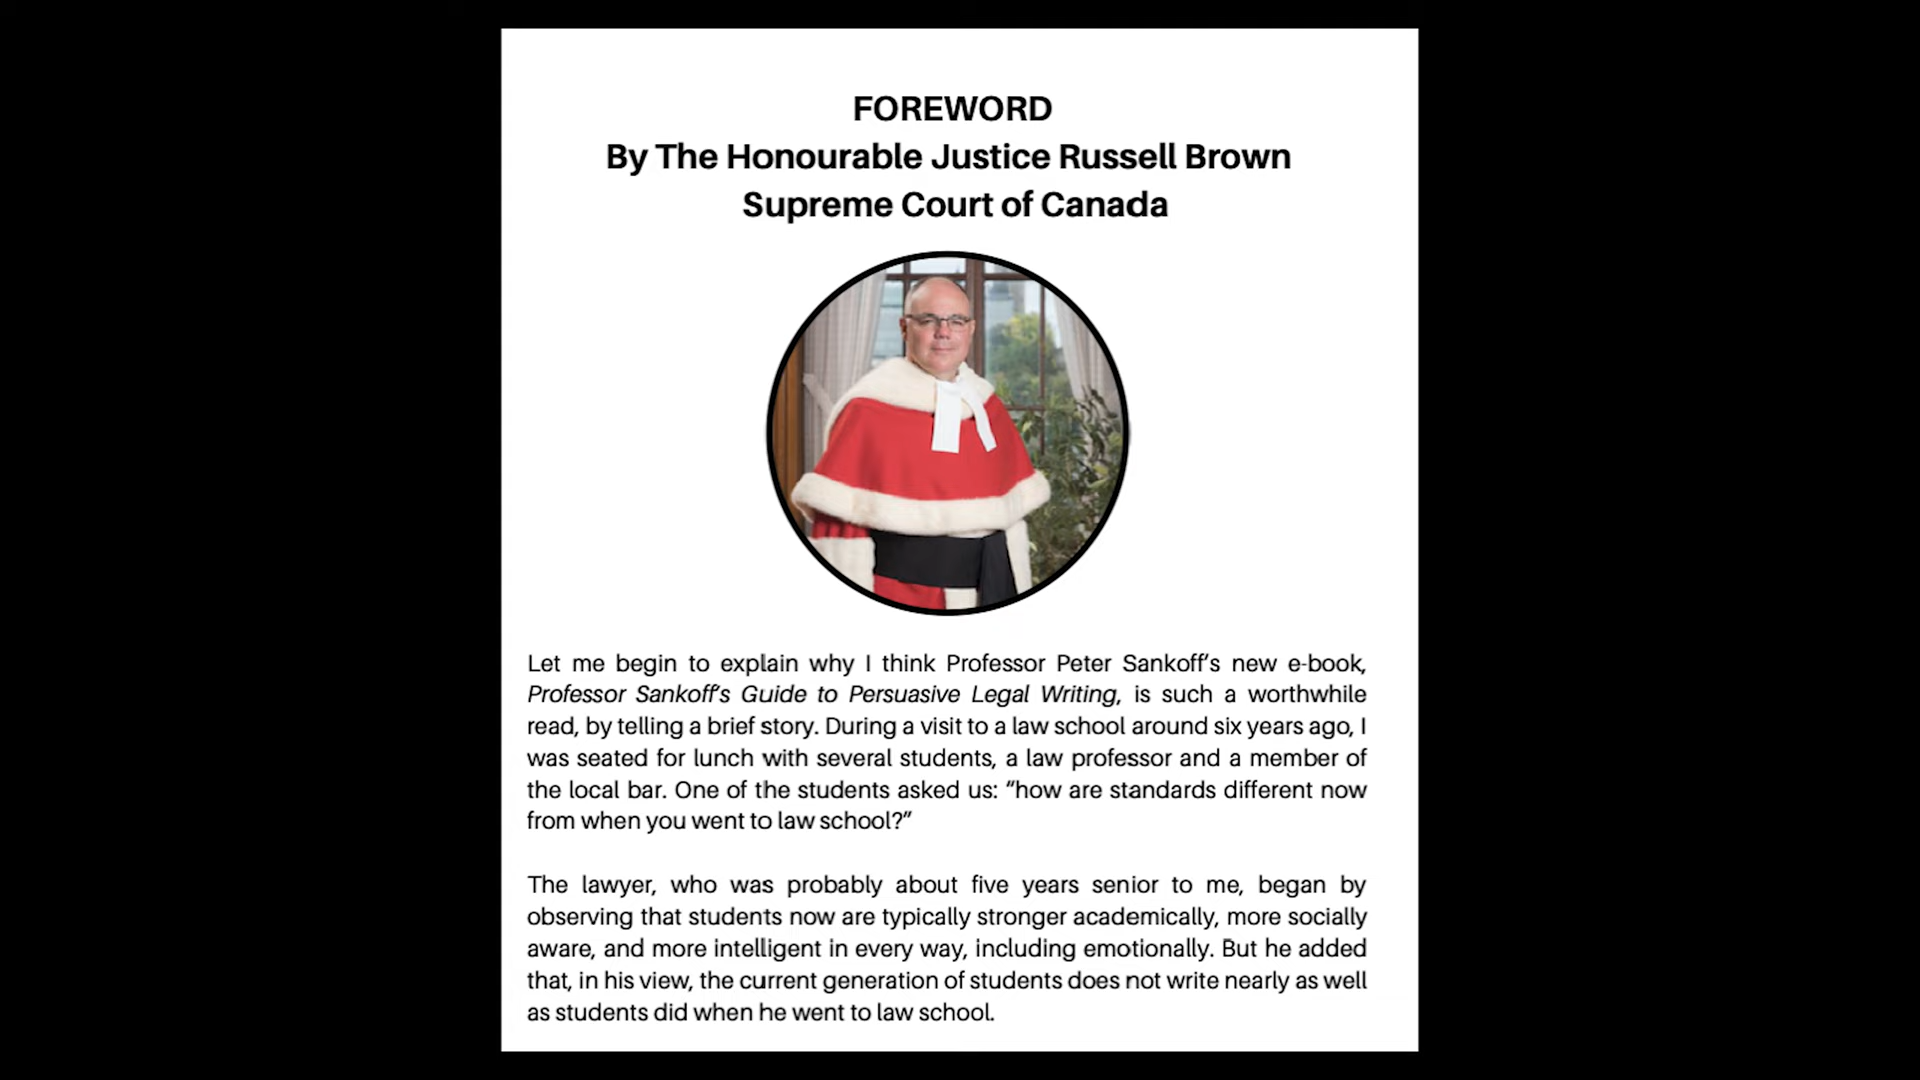 FOREWORD
By The Honourable Justice Russell Brown
Supreme Court of Canada
Let me begin to explain why I think Professor Peter Sankoff's new e-book,
Professor Sankoff's Guide to Persuasive Legal Writing, is such a worthwhile
read, by telling a brief story. During a visit to a law school around six years ago, I
was seated for lunch with several students, a law professor and a member of
the local bar. One of the students asked us: “how are standards different now
from when you went to law school?”
The lawyer, who was probably about five years senior to me, began by
observing that students now are typically stronger academically, more socially
aware, and more intelligent in every way, including emotionally. But he added
that, in his view, the current generation of students does not write nearly as well
as students did when he went to law school.